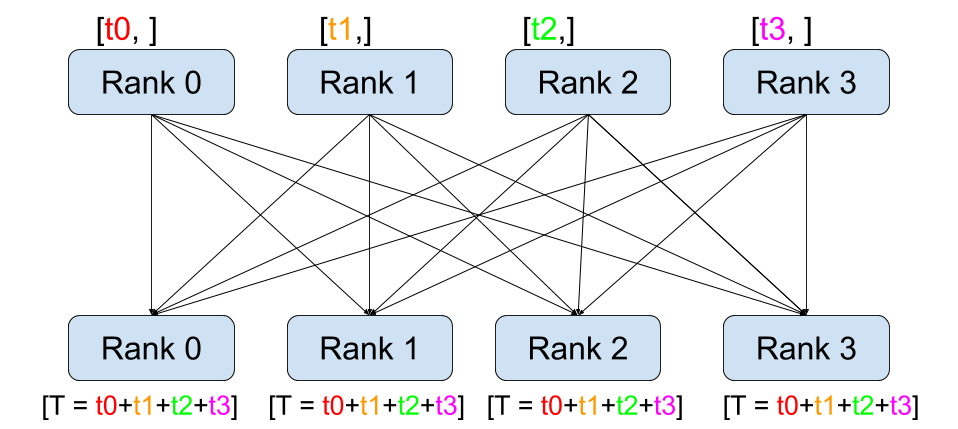 [t0, ] [t1,] [t2,] [t3, ]
Rank 0 Rank 1 Rank 2 Rank 3
Rank 0 Rank 1 Rank 2 Rank 3
[T = t0+t1+t2+t3] [T = t0+t1+t2+t3] [T = t0+t1+t2+t3] [T = t0+t1+t2+t3]